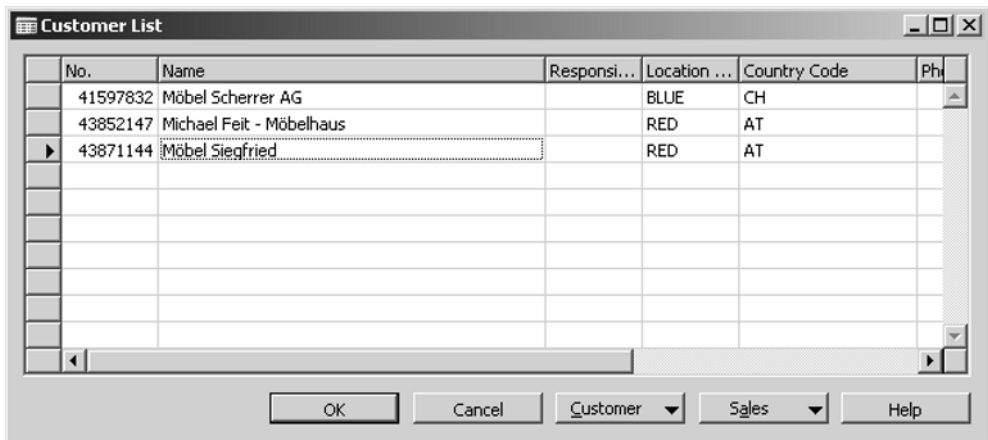 Customer List
No. Name Responsi... Location ... Country Code Ph
41597832 Möbel Scherrer AG BLUE CH
43852147 Michael Feit - Möbelhaus RED AT
43871144 Möbel Siegfried RED AT
OK Cancel Customer Sales Help